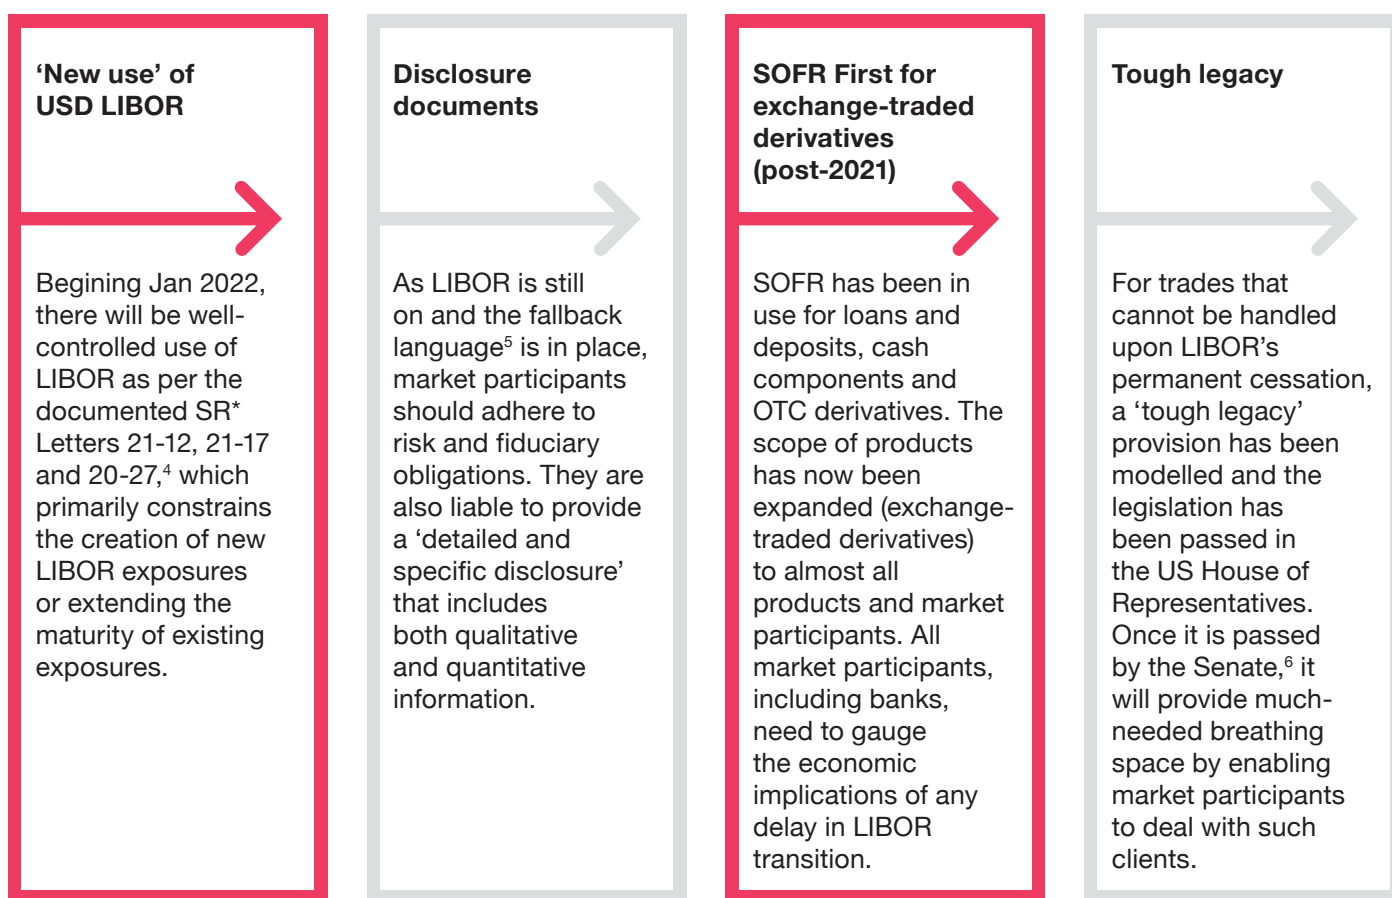 ‘New use’ of
USD LIBOR
Begining Jan 2022,
there will be well-
controlled use of
LIBOR as per the
documented SR*
Letters 21-12, 21-17
and 20-27,⁴ which
primarily constrains
the creation of new
LIBOR exposures
or extending the
maturity of existing
exposures.
Disclosure
documents
As LIBOR is still
on and the fallback
language⁵ is in place,
market participants
should adhere to
risk and fiduciary
obligations. They are
also liable to provide
a ‘detailed and
specific disclosure’
that includes
both qualitative
and quantitative
information.
SOFR First for
exchange-traded
derivatives
(post-2021)
SOFR has been in
use for loans and
deposits, cash
components and
OTC derivatives. The
scope of products
has now been
expanded (exchange-
traded derivatives)
to almost all
products and market
participants. All
market participants,
including banks,
need to gauge
the economic
implications of any
delay in LIBOR
transition.
Tough legacy
For trades that
cannot be handled
upon LIBOR’s
permanent cessation,
a ‘tough legacy’
provision has been
modelled and the
legislation has
been passed in
the US House of
Representatives.
Once it is passed
by the Senate,⁶ it
will provide much-
needed breathing
space by enabling
market participants
to deal with such
clients.